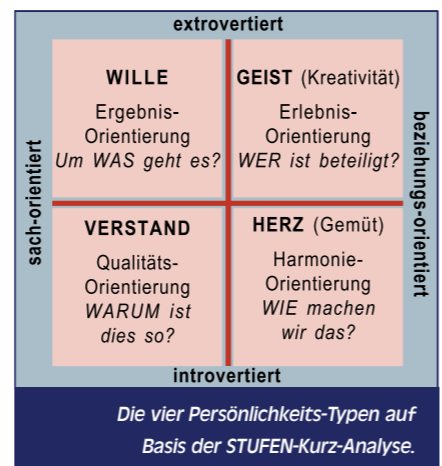 extrovertiert
sach-orientiert
WILLE
Ergebnis-
Orientierung
Um WAS geht es?
GEIST (Kreativität)
Erlebnis-
Orientierung
WER ist beteiligt?
beziehungs-orientiert
VERSTAND
Qualitäts-
Orientierung
WARUM ist
dies so?
HERZ (Gemüt)
Harmonie-
Orientierung
WIE machen
wir das?
introvertiert
Die vier Persönlichkeits-Typen auf
Basis der STUFEN-Kurz-Analyse.